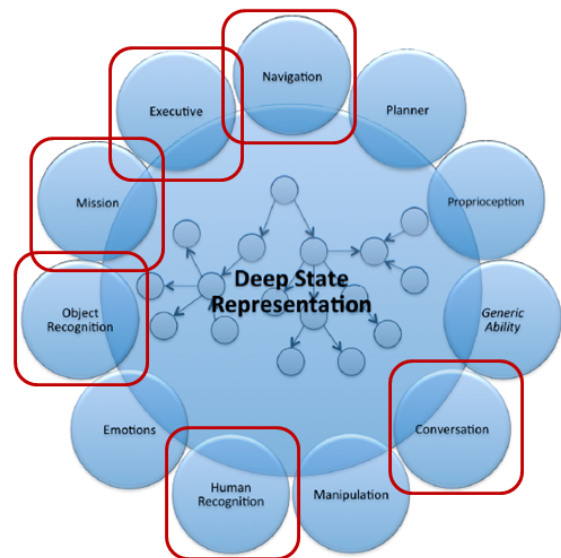 Navigation
Executive
Planner
Mission
Proprioception
Deep State
Representation
Object
Recognition
Generic
Ability
Emotions
Conversation
Human
Recognition
Manipulation